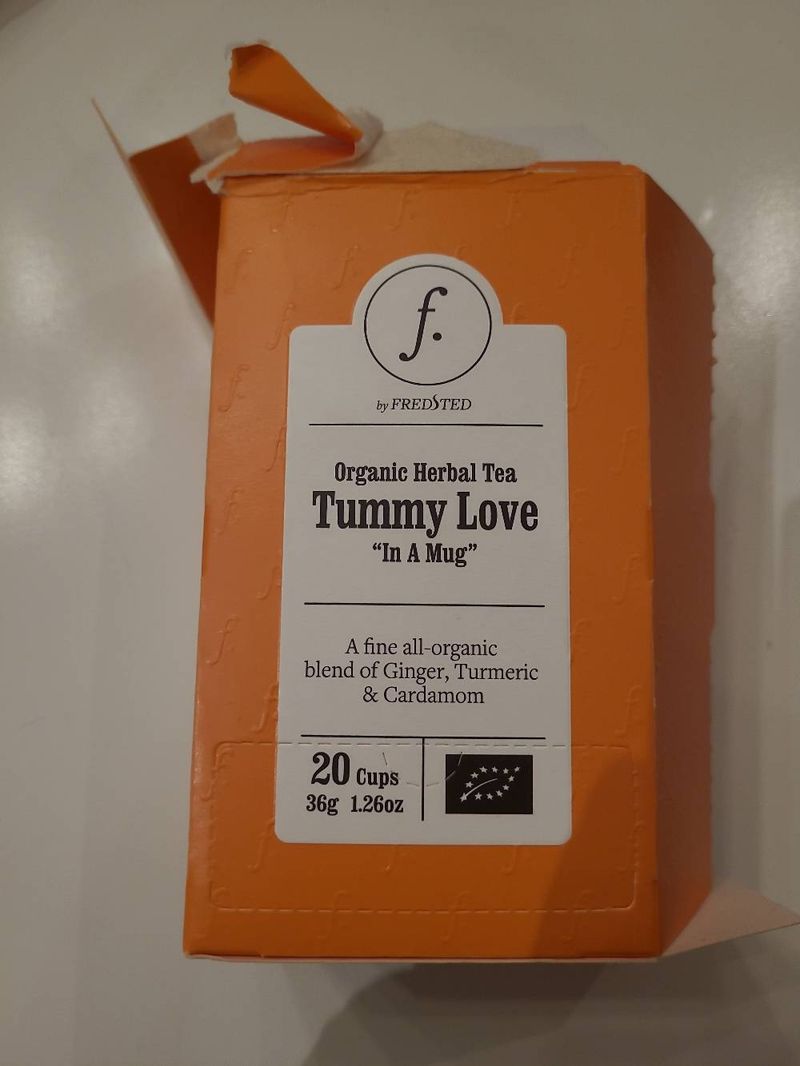 f.
by FREDSTED
Organic Herbal Tea
Tummy Love
“In A Mug”
A fine all-organic
blend of Ginger, Turmeric
& Cardamom
20 Cups
36g 1.26oz